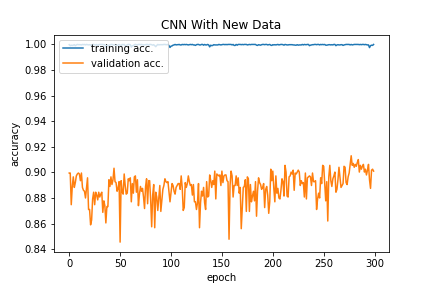 CNN With New Data
training acc.
validation acc.
accuracy
1.00
0.98
0.96
0.94
0.92
0.90
0.88
0.86
0.84
0 50 100 150 200 250 300
epoch